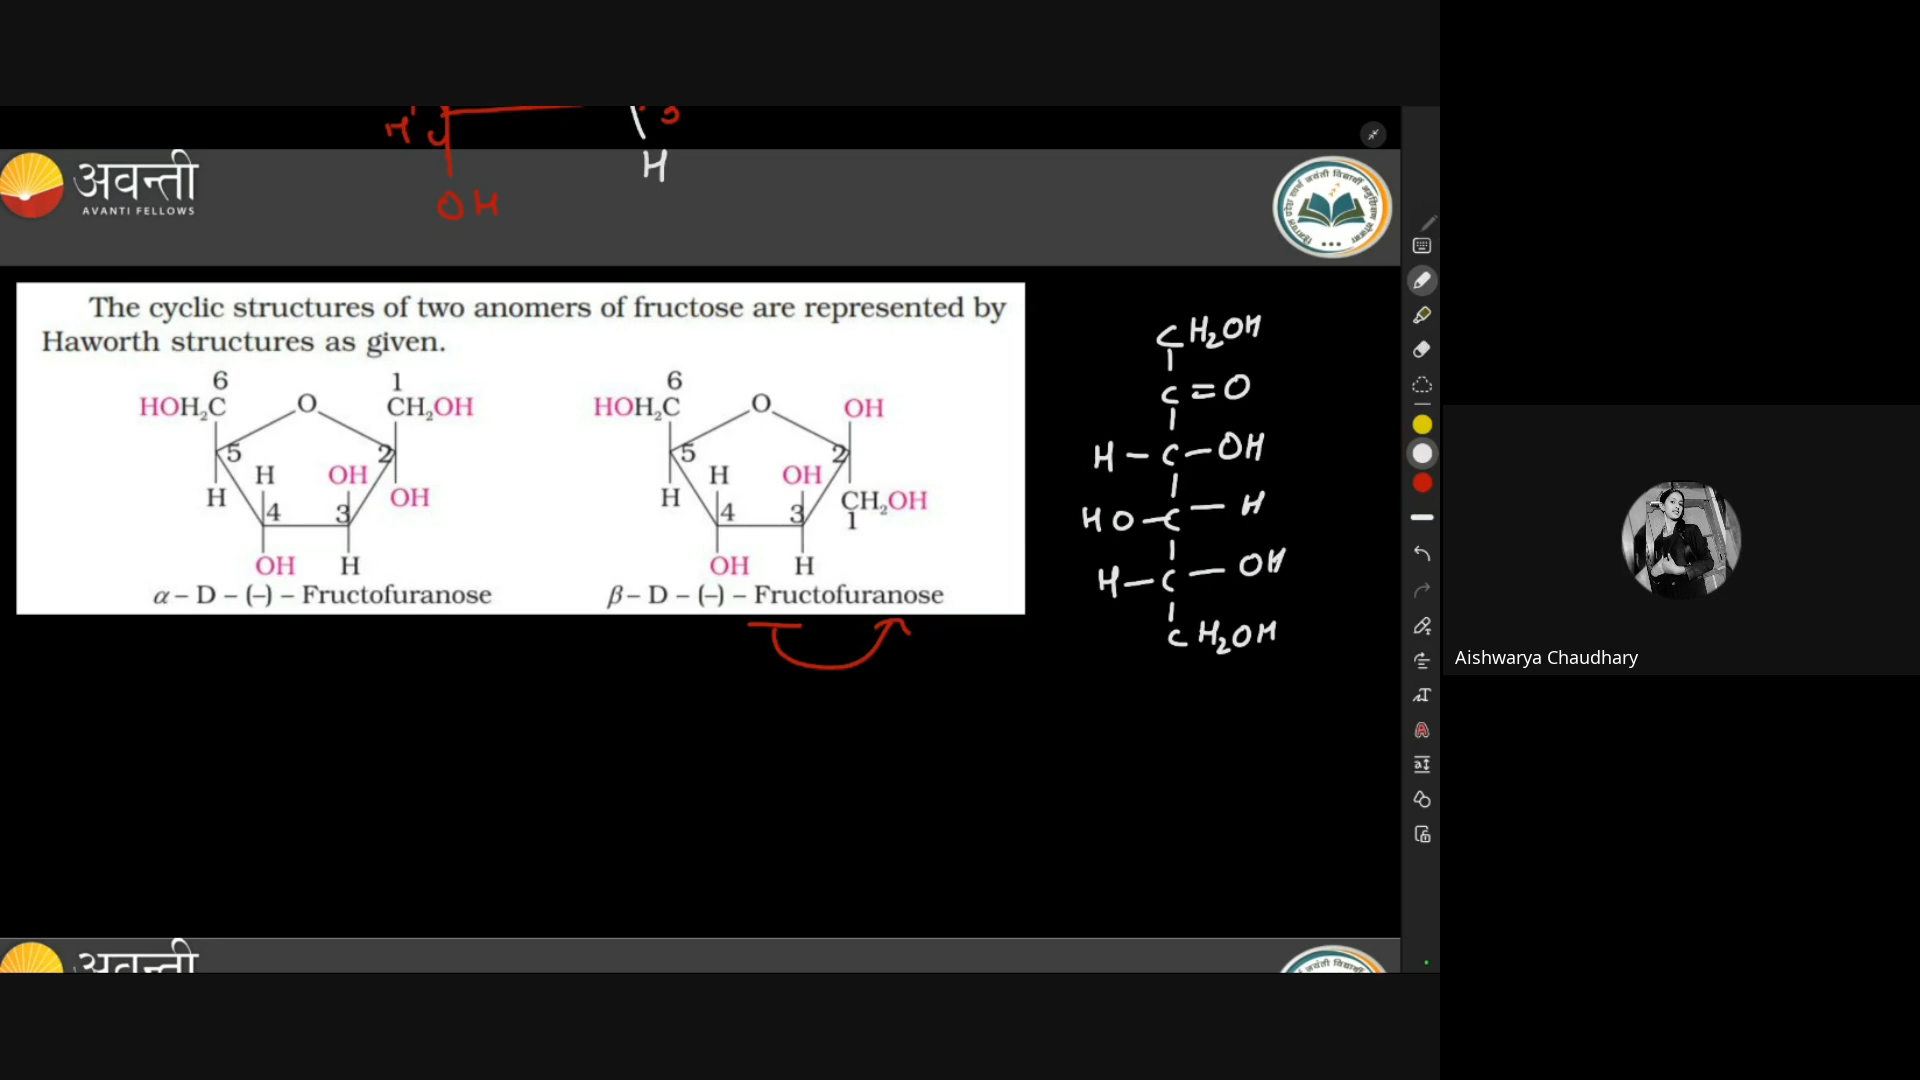 H
OH
H
अवन्ती
AVANTI FELLOWS
The cyclic structures of two anomers of fructose are represented by
Haworth structures as given.
6 1 6
HOH₂C O CH₂OH HOH₂C O OH
5 2 5 2
H OH H OH
H OH H CH₂OH
4 3 4 3 1
OH H OH H
α – D – (–) – Fructofuranose β– D – (–) – Fructofuranose
CH₂OH
C=O
H–C–OH
HO–C–H
H–C–OH
CH₂OH
Aishwarya Chaudhary
अवन्ती